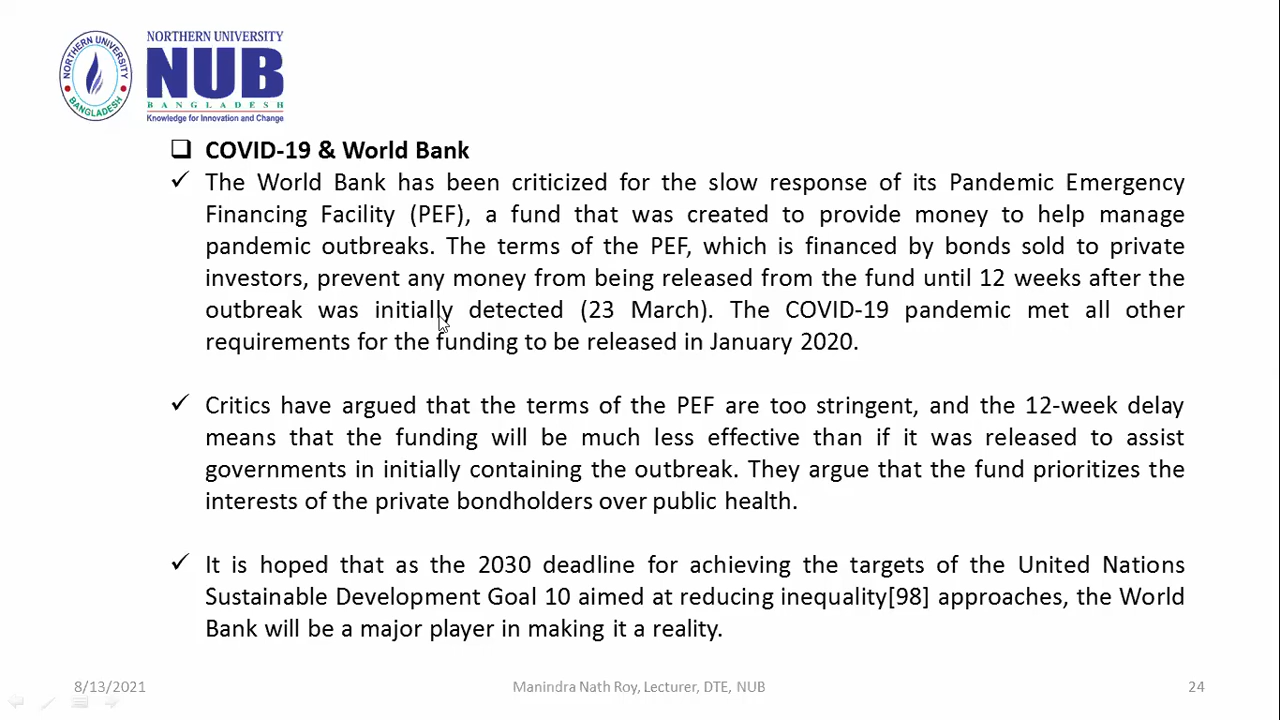 NORTHERN UNIVERSITY
BANGLADESH
NORTHERN UNIVERSITY
NUB
BANGLADESH
Knowledge for Innovation and Change
COVID-19 & World Bank
The World Bank has been criticized for the slow response of its Pandemic Emergency
Financing Facility (PEF), a fund that was created to provide money to help manage
pandemic outbreaks. The terms of the PEF, which is financed by bonds sold to private
investors, prevent any money from being released from the fund until 12 weeks after the
outbreak was initially detected (23 March). The COVID-19 pandemic met all other
requirements for the funding to be released in January 2020.
Critics have argued that the terms of the PEF are too stringent, and the 12-week delay
means that the funding will be much less effective than if it was released to assist
governments in initially containing the outbreak. They argue that the fund prioritizes the
interests of the private bondholders over public health.
It is hoped that as the 2030 deadline for achieving the targets of the United Nations
Sustainable Development Goal 10 aimed at reducing inequality[98] approaches, the World
Bank will be a major player in making it a reality.
8/13/2021
Manindra Nath Roy, Lecturer, DTE, NUB
24